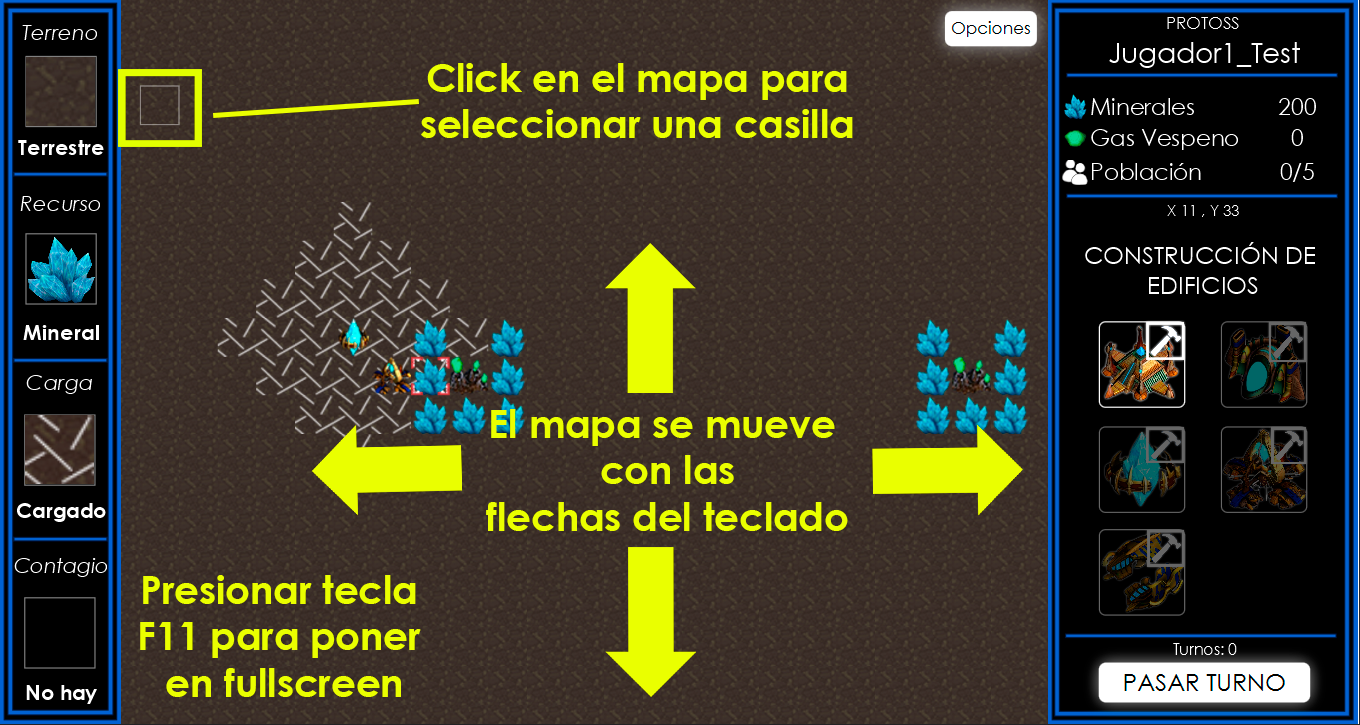 Terreno
Terrestre
Recurso
Mineral
Carga
Cargado
Contagio
No hay
Click en el mapa para
seleccionar una casilla
El mapa se mueve
con las
flechas del teclado
Presionar tecla
F11 para poner
en fullscreen
Opciones
PROTOSS
Jugador1_Test
Minerales 200
Gas Vespeno 0
Población 0/5
X 11 , Y 33
CONSTRUCCIÓN DE
EDIFICIOS
Turnos: 0
PASAR TURNO